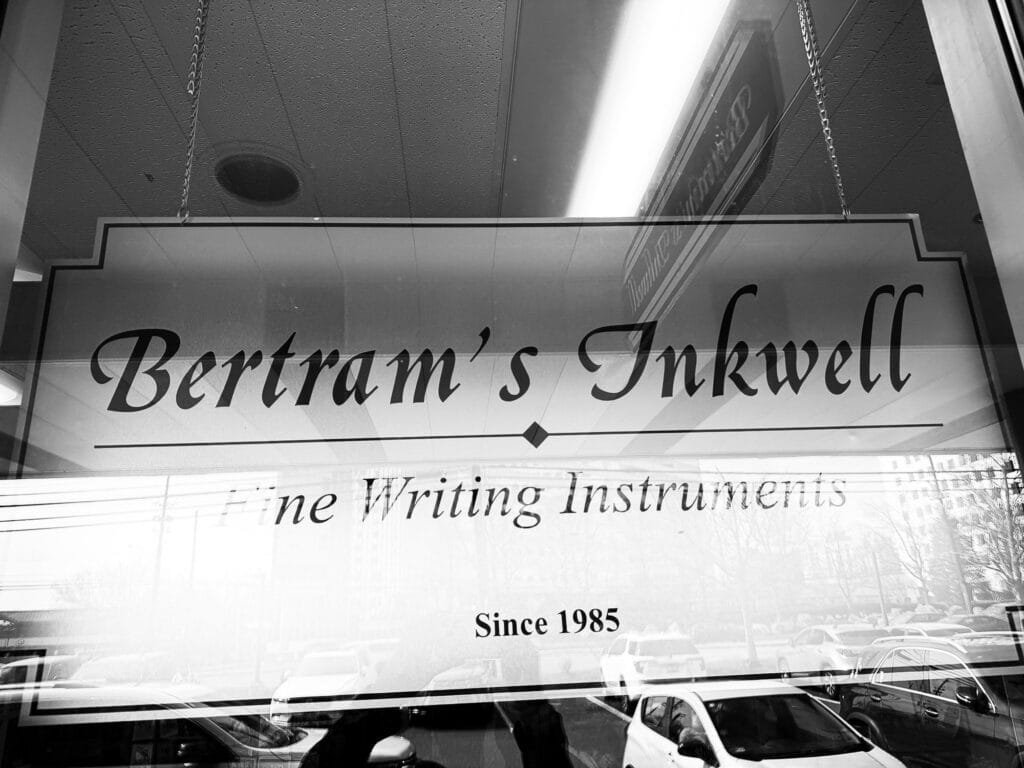 Bertram's Inkwell
Fine Writing Instruments
Since 1985